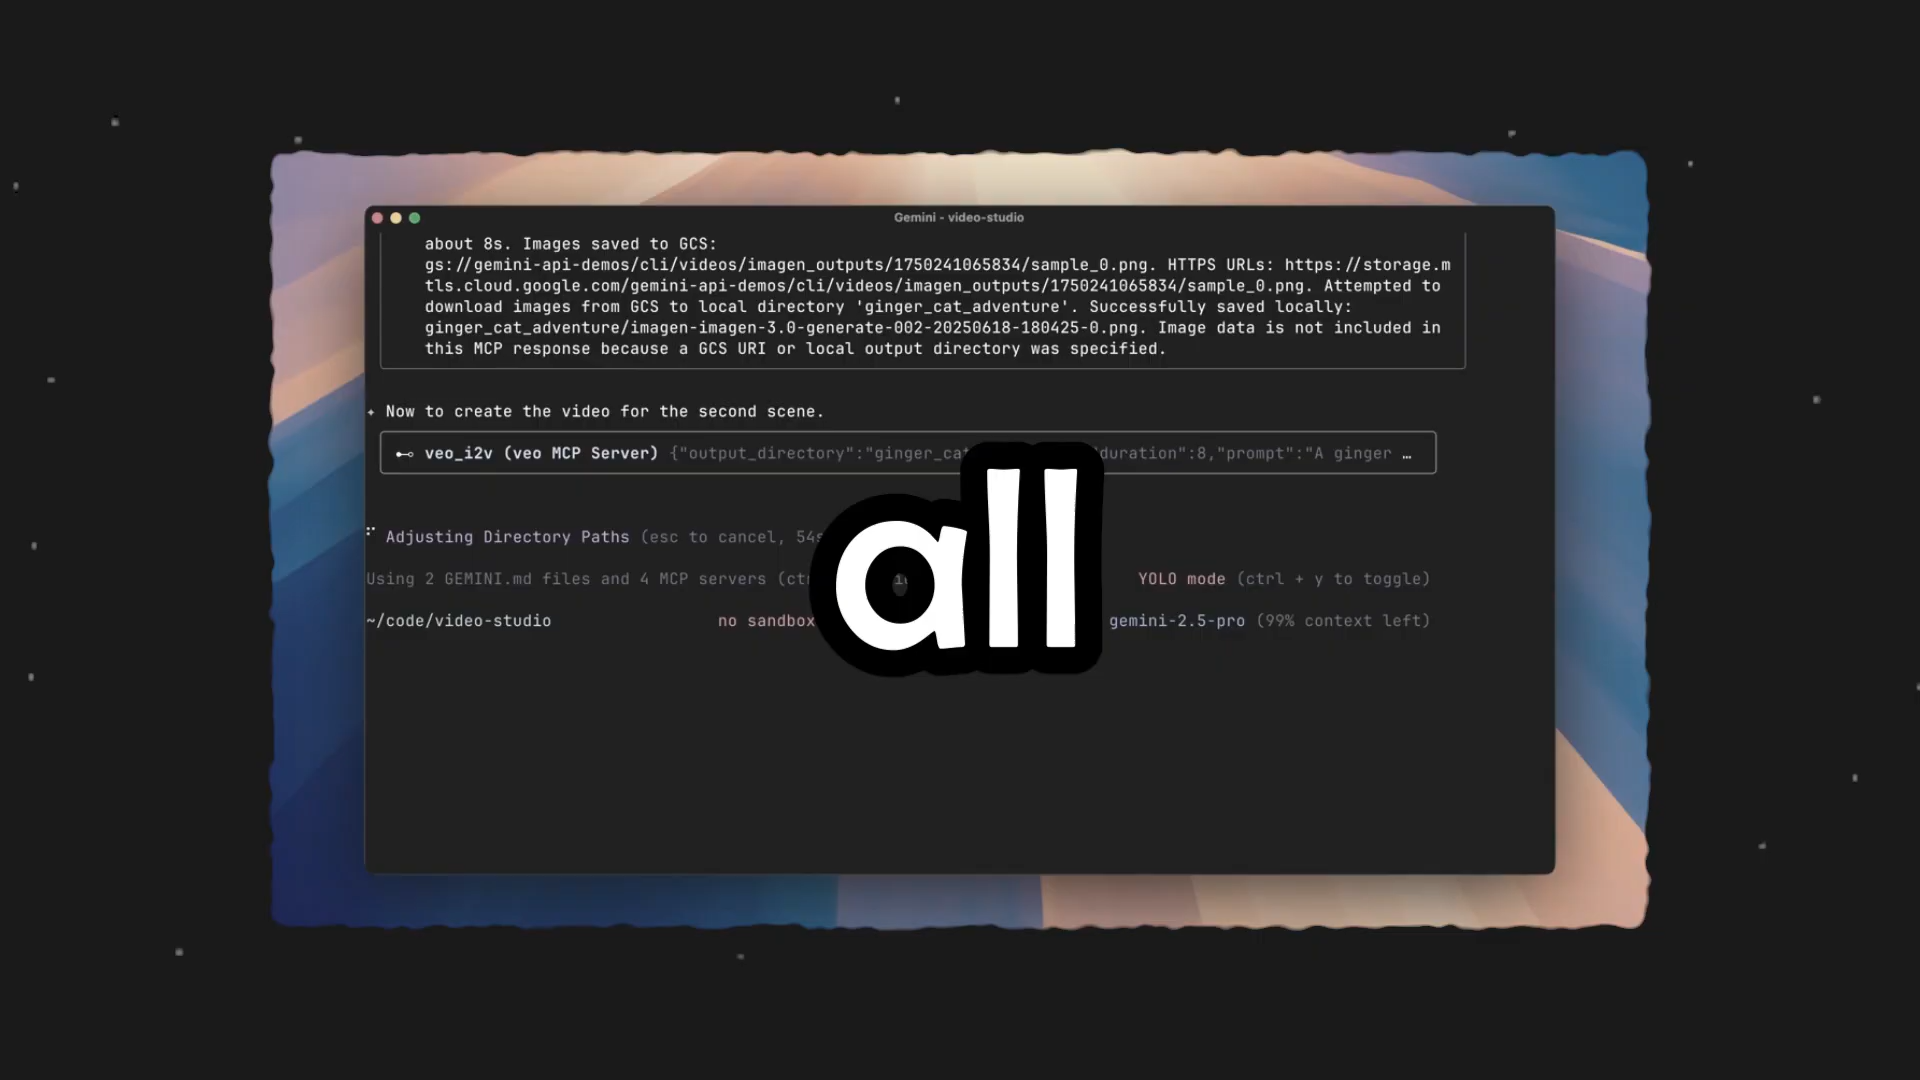 Gemini - video-studio
about 8s. Images saved to GCS:
gs://gemini-api-demos/cli/videos/imagen_outputs/1750241065834/sample_0.png. HTTPS URLs: https://storage.m
tls.cloud.google.com/gemini-api-demos/cli/videos/imagen_outputs/1750241065834/sample_0.png. Attempted to
download images from GCS to local directory 'ginger_cat_adventure'. Successfully saved locally:
ginger_cat_adventure/imagen-imagen-3.0-generate-002-20250618-180425-0.png. Image data is not included in
this MCP response because a GCS URI or local output directory was specified.
Now to create the video for the second scene.
veo_i2v (veo MCP Server) {"output_directory":"ginger_cat duration":8,"prompt":"A ginger …
all
Adjusting Directory Paths (esc to cancel, 54s
Using 2 GEMINI.md files and 4 MCP servers YOLO mode (ctrl + y to toggle)
~/code/video-studio no sandbox gemini-2.5-pro (99% context left)